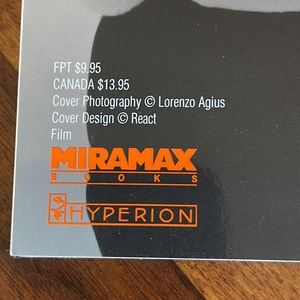 FPT $9.95
CANADA $13.95
Cover Photography © Lorenzo Agius
Cover Design © React
Film
MIRAMAX
BOOKS
HYPERION